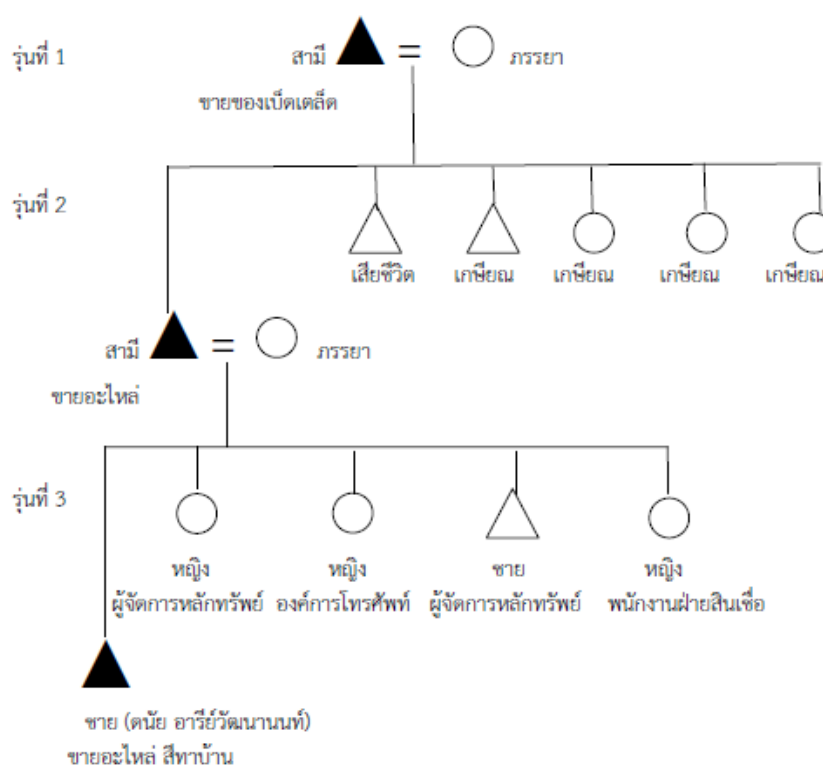 รุ่นที่ 1
สามี = ภรรยา
ขายของเบ็ดเตล็ด
รุ่นที่ 2
เสียชีวิต เกษียณ เกษียณ เกษียณ เกษียณ
สามี = ภรรยา
ขายอะไหล่
รุ่นที่ 3
หญิง หญิง ชาย หญิง
ผู้จัดการหลักทรัพย์ องค์การโทรศัพท์ ผู้จัดการหลักทรัพย์ พนักงานฝ่ายสินเชื่อ
ชาย (ดนัย อารีย์วัฒนานนท์)
ขายอะไหล่ สีทาบ้าน